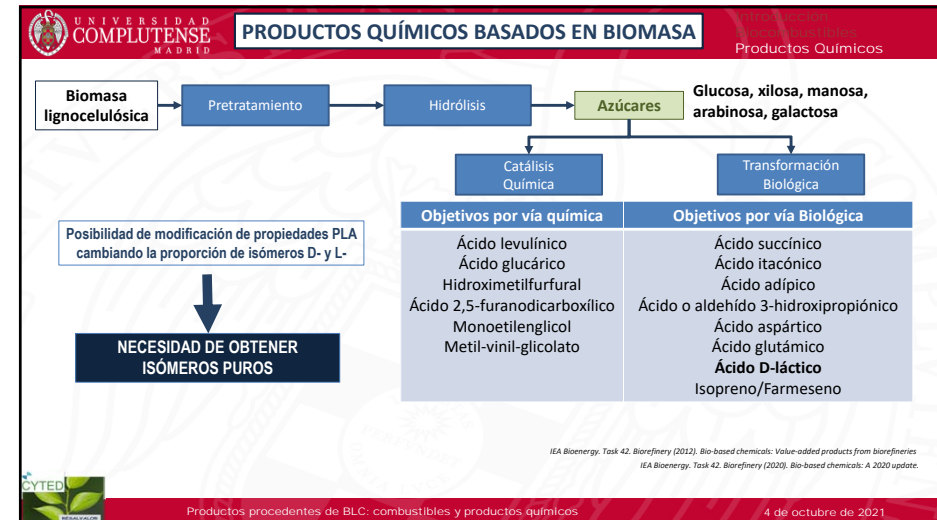 UNIVERSIDAD
COMPLUTENSE
MADRID
PRODUCTOS QUÍMICOS BASADOS EN BIOMASA
Introducción
Biocombustibles
Productos Químicos
Biomasa
lignocelulósica
Pretratamiento
Hidrólisis
Azúcares
Glucosa, xilosa, manosa,
arabinosa, galactosa
Catálisis
Química
Transformación
Biológica
Posibilidad de modificación de propiedades PLA
cambiando la proporción de isómeros D- y L-
NECESIDAD DE OBTENER
ISÓMEROS PUROS
Objetivos por vía química
Ácido levulínico
Ácido glucárico
Hidroximetilfurfural
Ácido 2,5-furanodicarboxílico
Monoetilenglicol
Metil-vinil-glicolato
Objetivos por vía Biológica
Ácido succínico
Ácido itacónico
Ácido adípico
Ácido o aldehído 3-hidroxipropiónico
Ácido aspártico
Ácido glutámico
Ácido D-láctico
Isopreno/Farmeseno
IEA Bioenergy. Task 42. Biorefinery (2012). Bio-based chemicals: Value-added products from biorefineries
IEA Bioenergy. Task 42. Biorefinery (2020). Bio-based chemicals: A 2020 update.
CYTED
Productos procedentes de BLC: combustibles y productos químicos
4 de octubre de 2021